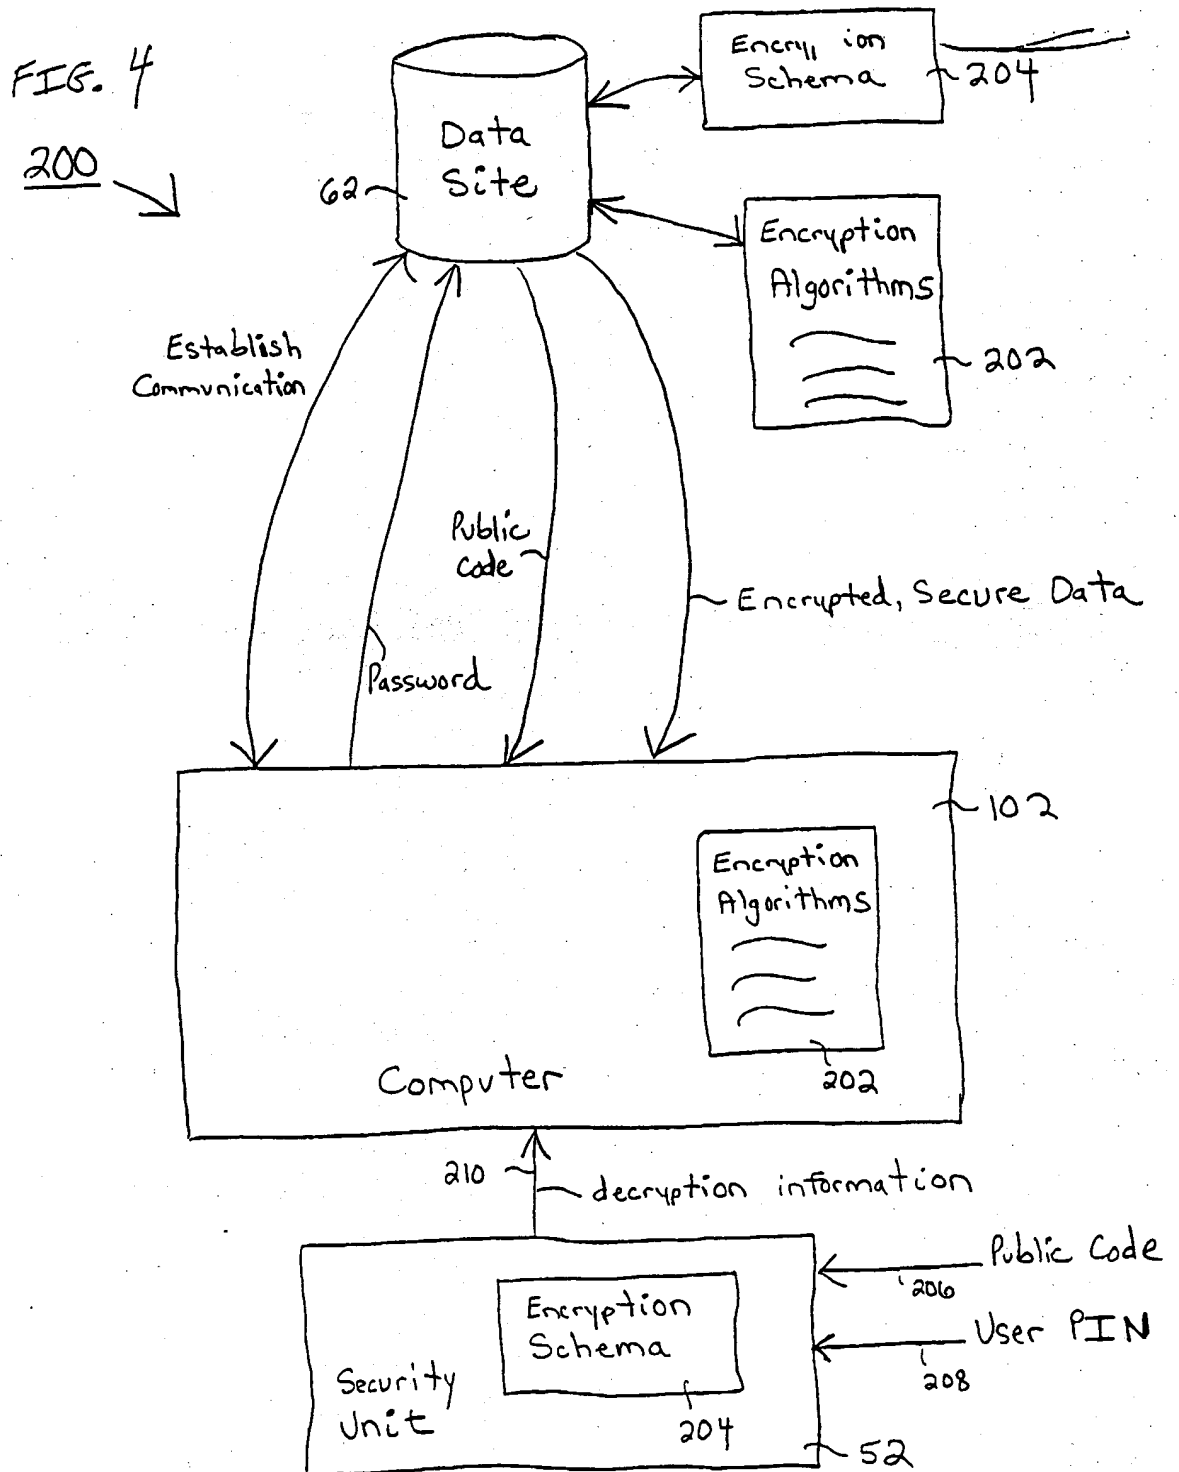 FIG. 4
200
Data
Site
62
Encry ion
Schema
204
Encryption
Algorithms
202
Establish
Communication
Public
Code
Password
Encrypted, Secure Data
102
Encryption
Algorithms
202
Computer
210
decryption information
Public Code
206
User PIN
208
Encryption
Schema
204
Security
Unit
52